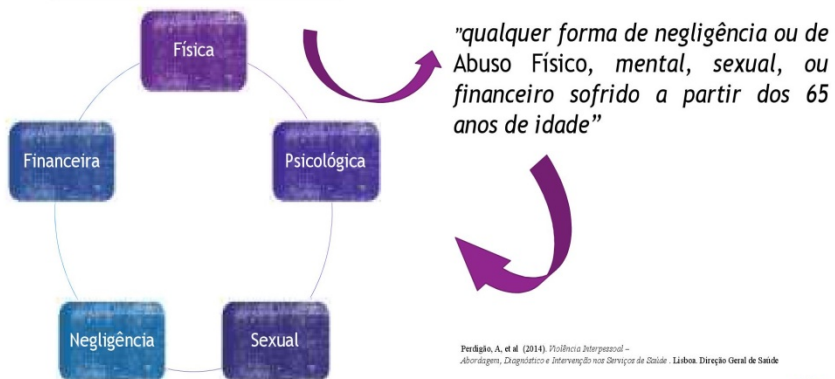 Física
Financeira
Psicológica
Negligência
Sexual
"qualquer forma de negligência ou de
Abuso Físico, mental, sexual, ou
financeiro sofrido a partir dos 65
anos de idade”
Perdigão, A, et al (2014). Violência Interpessoal –
Abordagem, Diagnóstico e Intervenção nos Serviços de Saúde . Lisboa. Direção Geral de Saúde